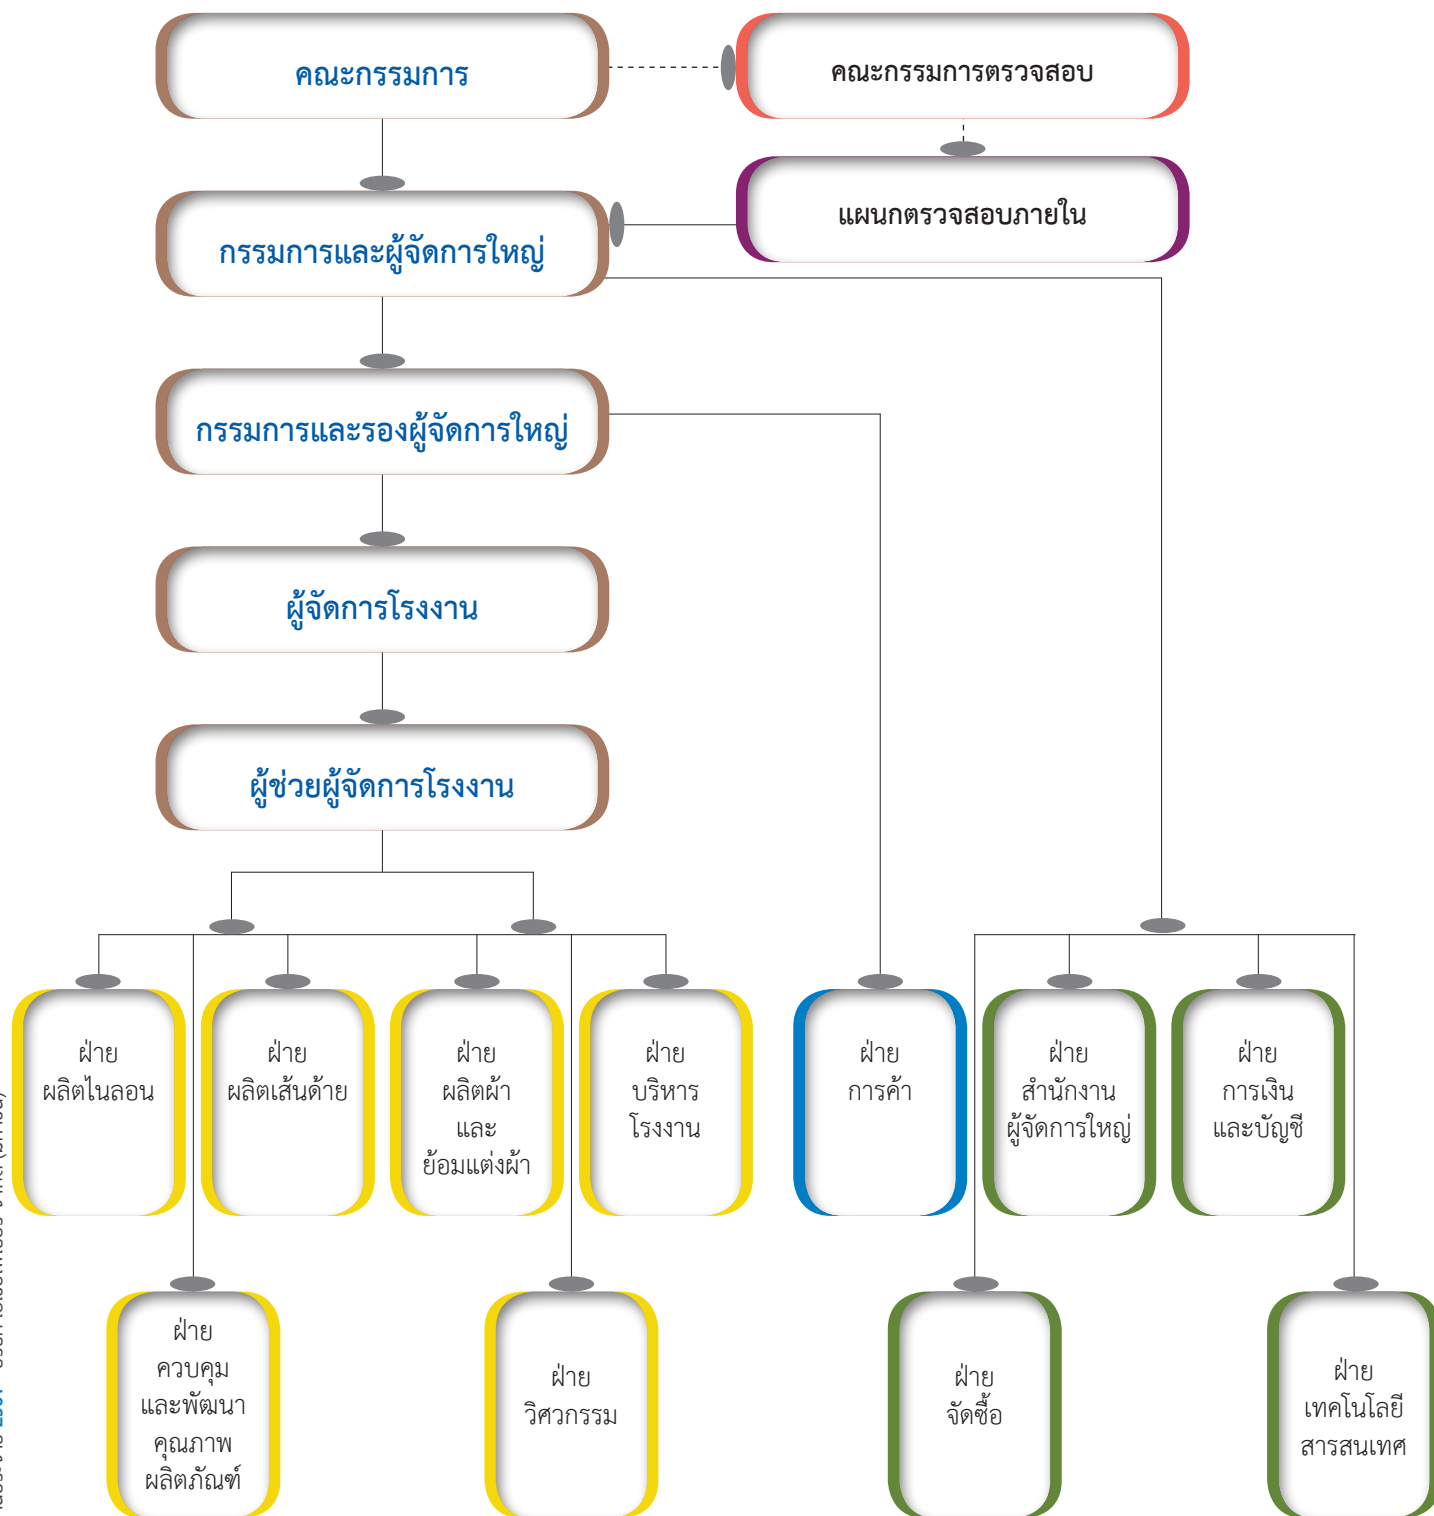 คณะกรรมการ
คณะกรรมการตรวจสอบ
แผนกตรวจสอบภายใน
กรรมการและผู้จัดการใหญ่
กรรมการและรองผู้จัดการใหญ่
ผู้จัดการโรงงาน
ผู้ช่วยผู้จัดการโรงงาน
ฝ่าย
ผลิตไนลอน
ฝ่าย
ผลิตเส้นด้าย
ฝ่าย
ผลิตผ้า
และ
ย้อมแต่งผ้า
ฝ่าย
บริหาร
โรงงาน
ฝ่าย
การค้า
ฝ่าย
สำนักงาน
ผู้จัดการใหญ่
ฝ่าย
การเงิน
และบัญชี
ฝ่าย
ควบคุม
และพัฒนา
คุณภาพ
ผลิตภัณฑ์
ฝ่าย
วิศวกรรม
ฝ่าย
จัดซื้อ
ฝ่าย
เทคโนโลยี
สารสนเทศ